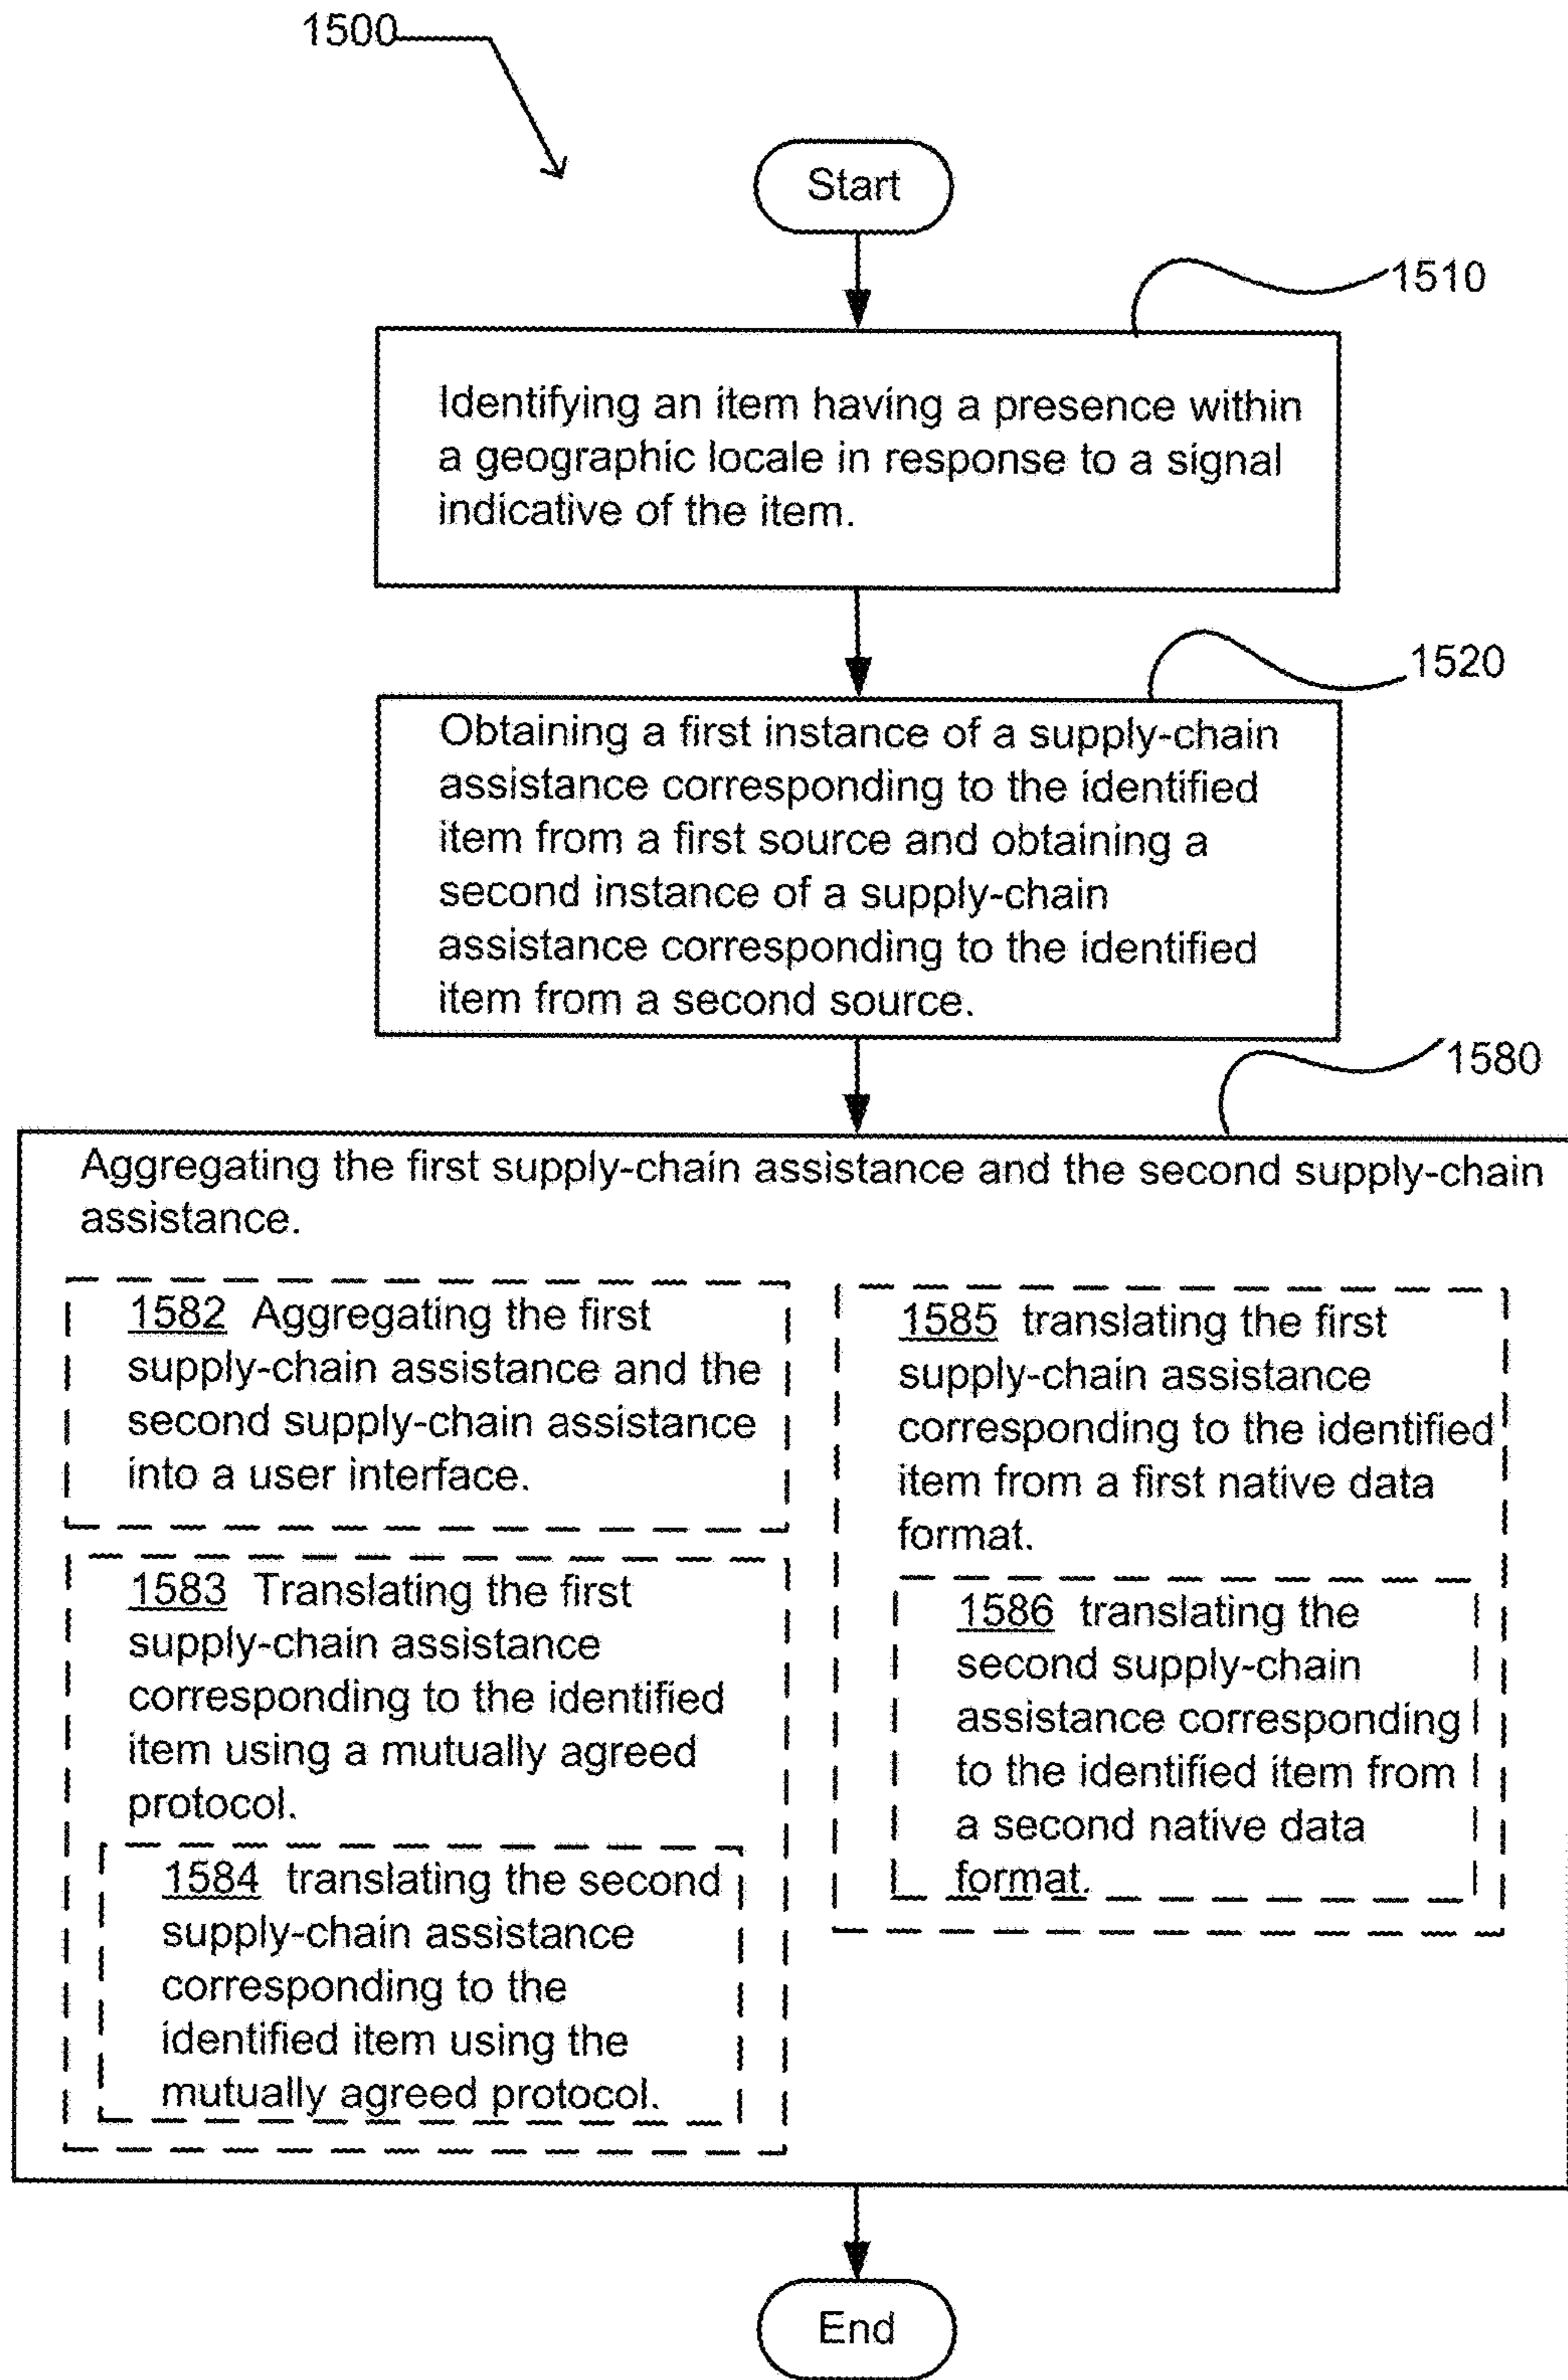 1500
Start
1510
Identifying an item having a presence within
a geographic locale in response to a signal
indicative of the item.
1520
Obtaining a first instance of a supply-chain
assistance corresponding to the identified
item from a first source and obtaining a
second instance of a supply-chain
assistance corresponding to the identified
item from a second source.
1580
Aggregating the first supply-chain assistance and the second supply-chain
assistance.
1582 Aggregating the first
supply-chain assistance and the
second supply-chain assistance
into a user interface.
1583 Translating the first
supply-chain assistance
corresponding to the identified
item using a mutually agreed
protocol.
1584 translating the second
supply-chain assistance
corresponding to the
identified item using the
mutually agreed protocol.
1585 translating the first
supply-chain assistance
corresponding to the identified
item from a first native data
format.
1586 translating the
second supply-chain
assistance corresponding
to the identified item from
a second native data
format.
End